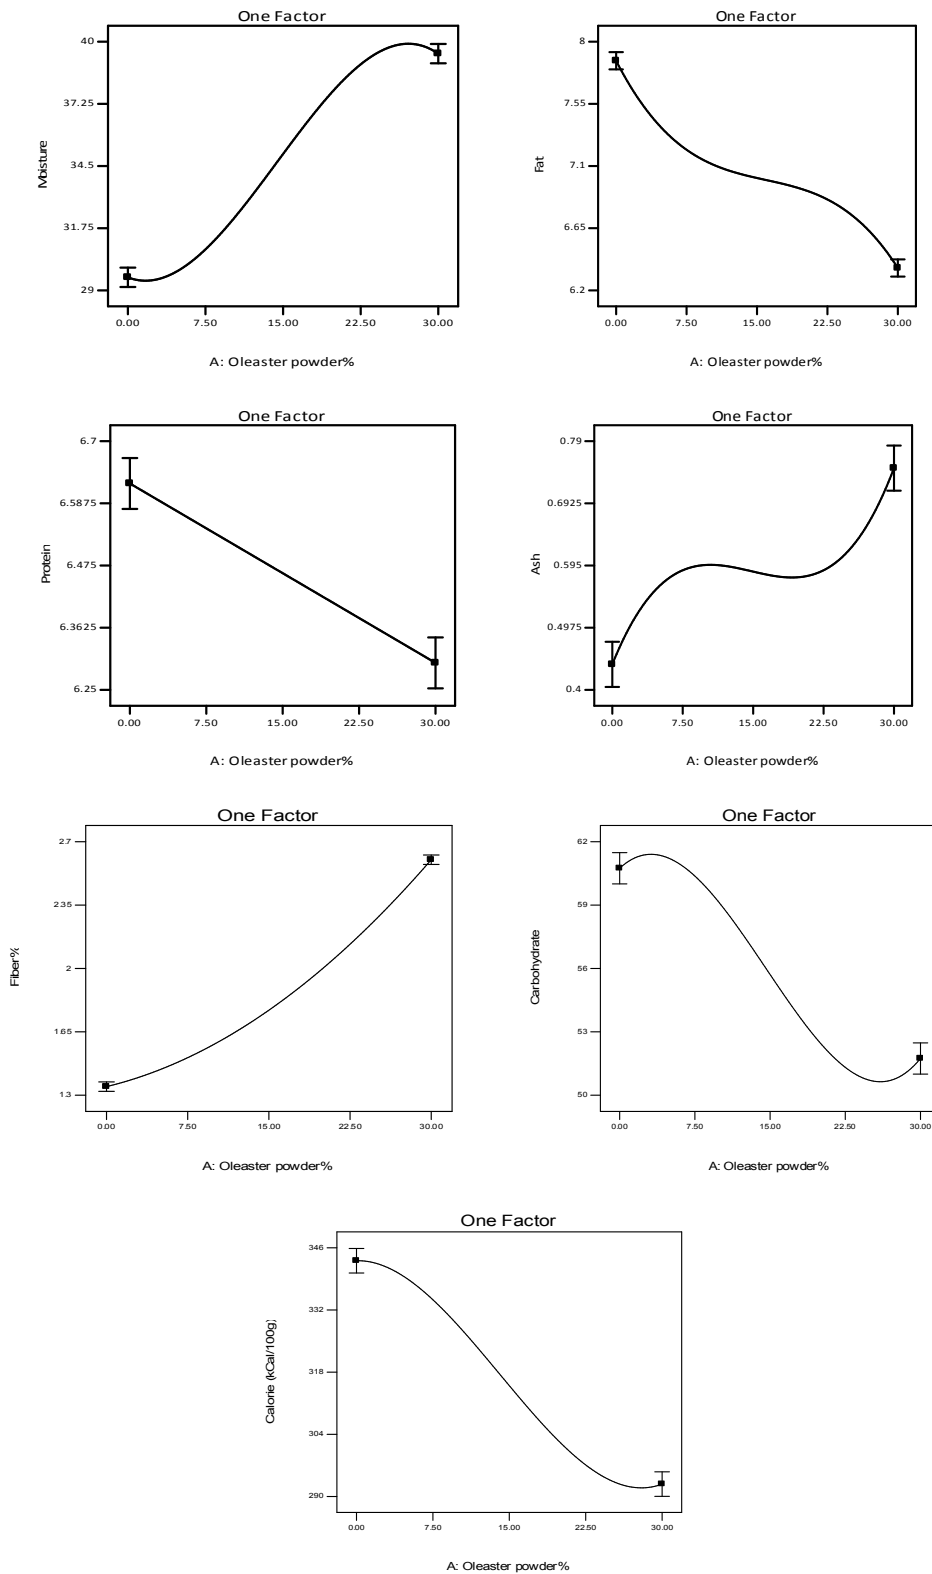 One Factor
40
37.25
34.5
31.75
29
Moisture
0.00 7.50 15.00 22.50 30.00
A: Oleaster powder%
One Factor
8
7.55
7.1
6.65
6.2
Fat
0.00 7.50 15.00 22.50 30.00
A: Oleaster powder%
One Factor
6.7
6.5875
6.475
6.3625
6.25
Protein
0.00 7.50 15.00 22.50 30.00
A: Oleaster powder%
One Factor
0.79
0.6925
0.595
0.4975
0.4
Ash
0.00 7.50 15.00 22.50 30.00
A: Oleaster powder%
One Factor
2.7
2.35
2
1.65
1.3
Fiber%
0.00 7.50 15.00 22.50 30.00
A: Oleaster powder%
One Factor
62
59
56
53
50
Carbohydrate
0.00 7.50 15.00 22.50 30.00
A: Oleaster powder%
One Factor
346
332
318
304
290
Calorie (kCal/100g)
0.00 7.50 15.00 22.50 30.00
A: Oleaster powder%